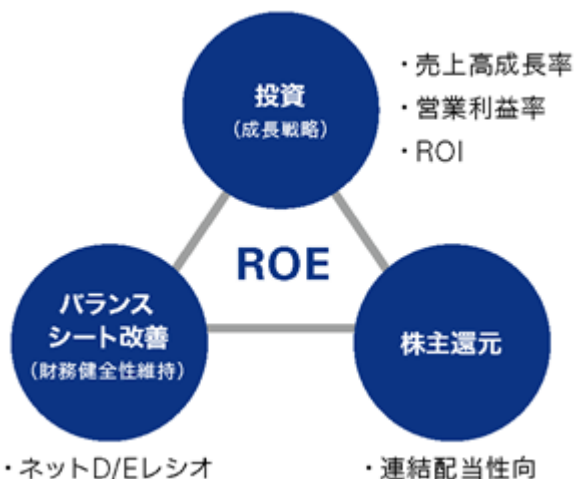 投資
（成長戦略）
・売上高成長率
・営業利益率
・ROI
ROE
バランス
シート改善
（財務健全性維持）
株主還元
・ネットD/Eレシオ
・連結配当性向